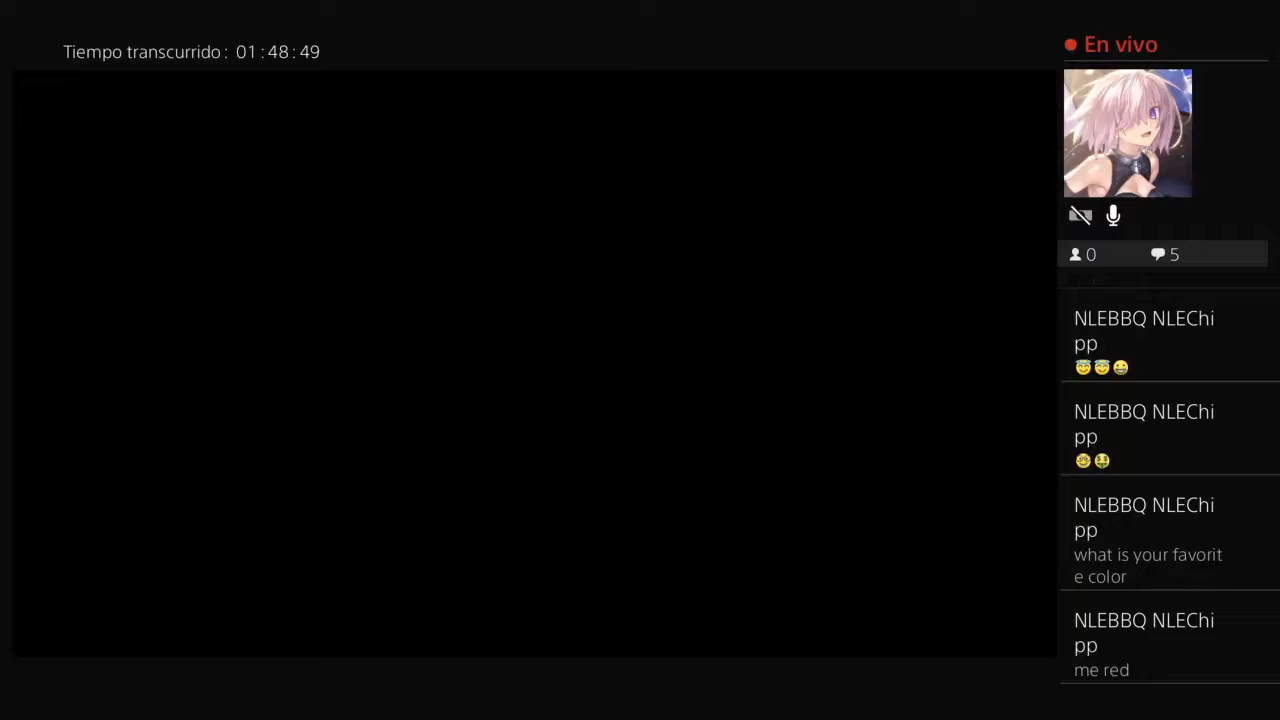 Tiempo transcurrido: 01:48:49
En vivo
0 5
NLEBBQ NLEChi
pp
😇😇😀
NLEBBQ NLEChi
pp
🤓🤑
NLEBBQ NLEChi
pp
what is your favorit
e color
NLEBBQ NLEChi
pp
me red